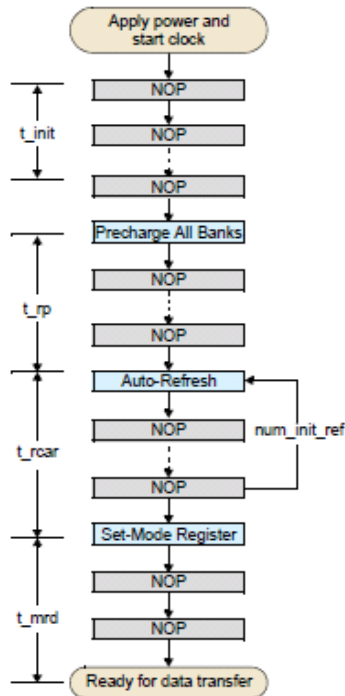 Apply power and
start clock
NOP
t_init
NOP
NOP
Precharge All Banks
NOP
t_rp
NOP
Auto-Refresh
NOP
num_init_ref
t_rcar
NOP
Set-Mode Register
NOP
t_mrd
NOP
Ready for data transfer